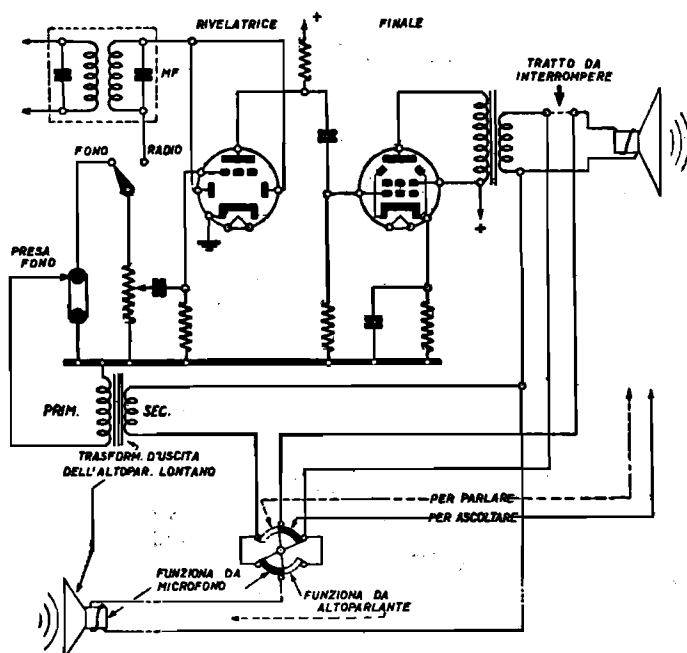 RIVELATRICE
+
FINALE
TRATTO DA
INTERROMPERE
MF
FONO
RADIO
PRESA
FONO
+
PRIM.
SEC.
TRASFORM. D'USCITA
DELL'ALTOPAR. LONTANO
PER PARLARE
PER ASCOLTARE
FUNZIONA DA
MICROFONO
FUNZIONA DA
ALTOPARLANTE